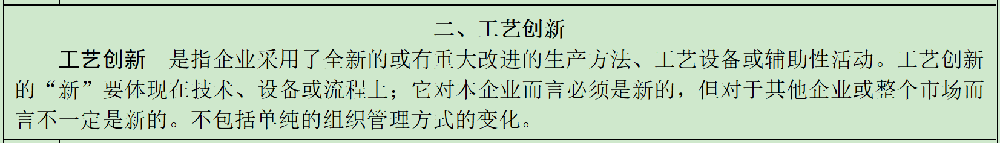 二、工艺创新
工艺创新 是指企业采用了全新的或有重大改进的生产方法、工艺设备或辅助性活动。工艺创新
的“新”要体现在技术、设备或流程上；它对本企业而言必须是新的，但对于其他企业或整个市场而
言不一定是新的。不包括单纯的组织管理方式的变化。